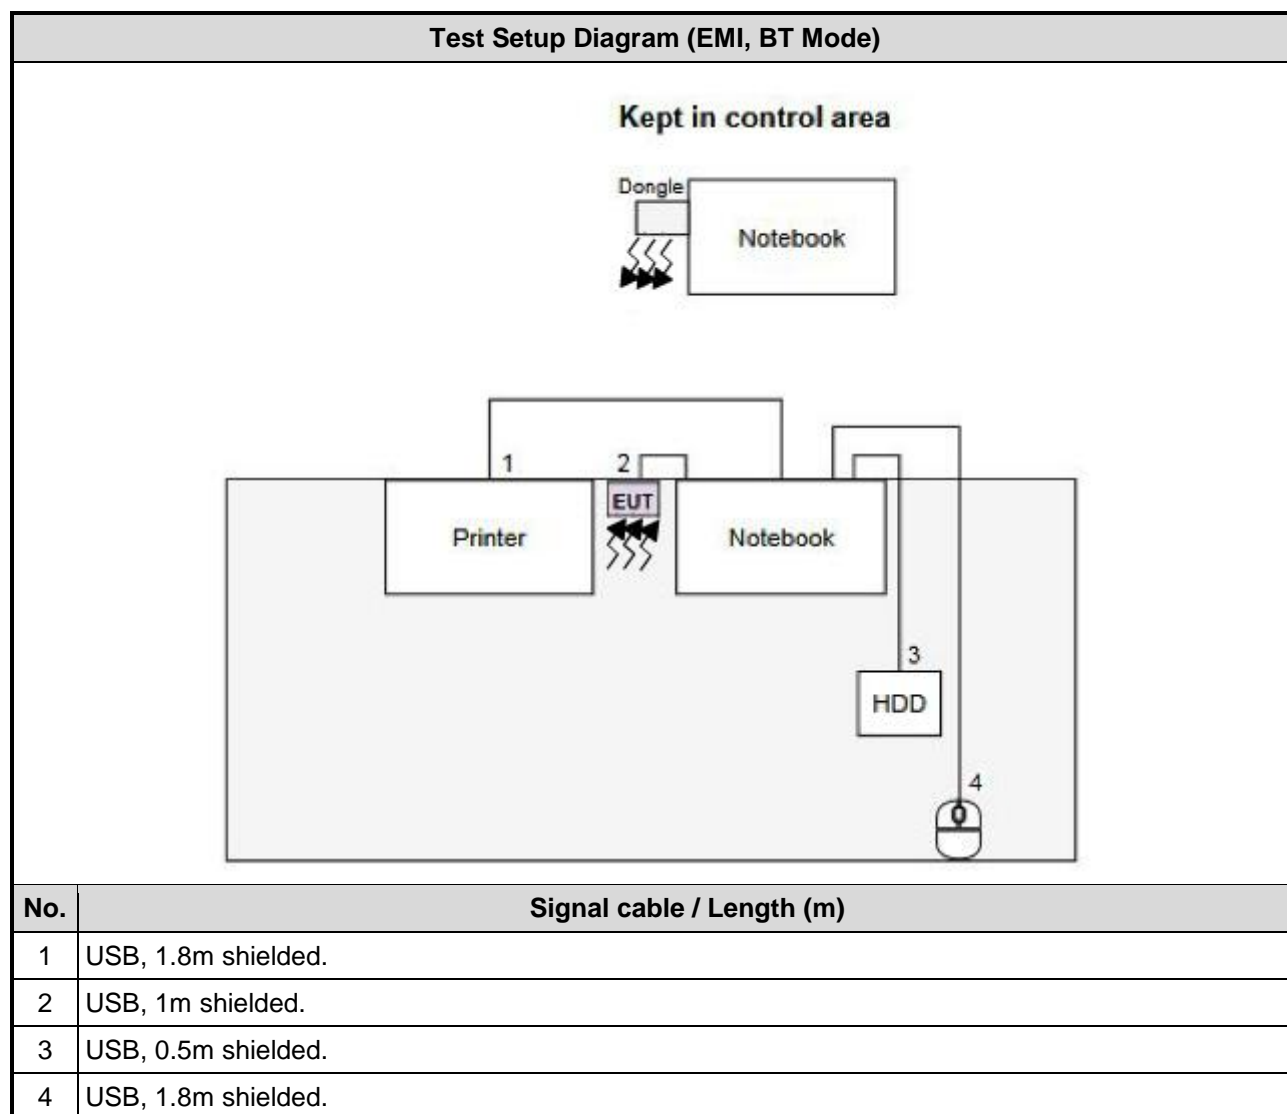 Test Setup Diagram (EMI, BT Mode)
Kept in control area
Dongle
Notebook
1
2
EUT
Printer
Notebook
3
HDD
4
No. Signal cable / Length (m)
1 USB, 1.8m shielded.
2 USB, 1m shielded.
3 USB, 0.5m shielded.
4 USB, 1.8m shielded.